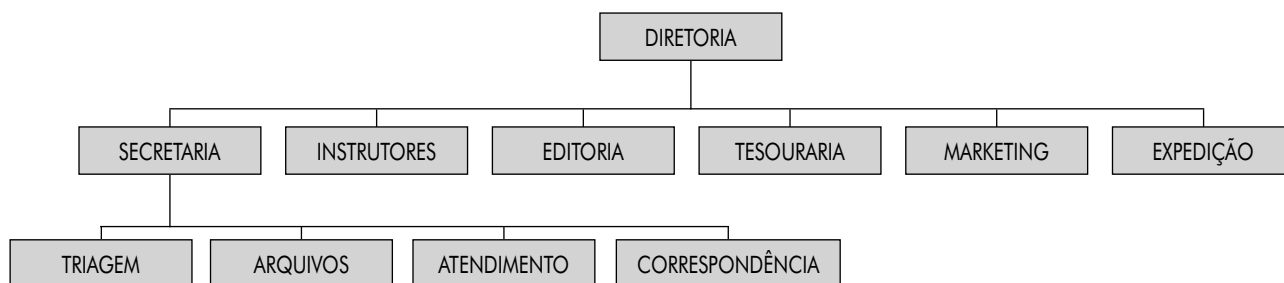 DIRETORIA
SECRETARIA INSTRUTORES EDITORIA TESOURARIA MARKETING EXPEDIÇÃO
TRIAGEM ARQUIVOS ATENDIMENTO CORRESPONDÊNCIA